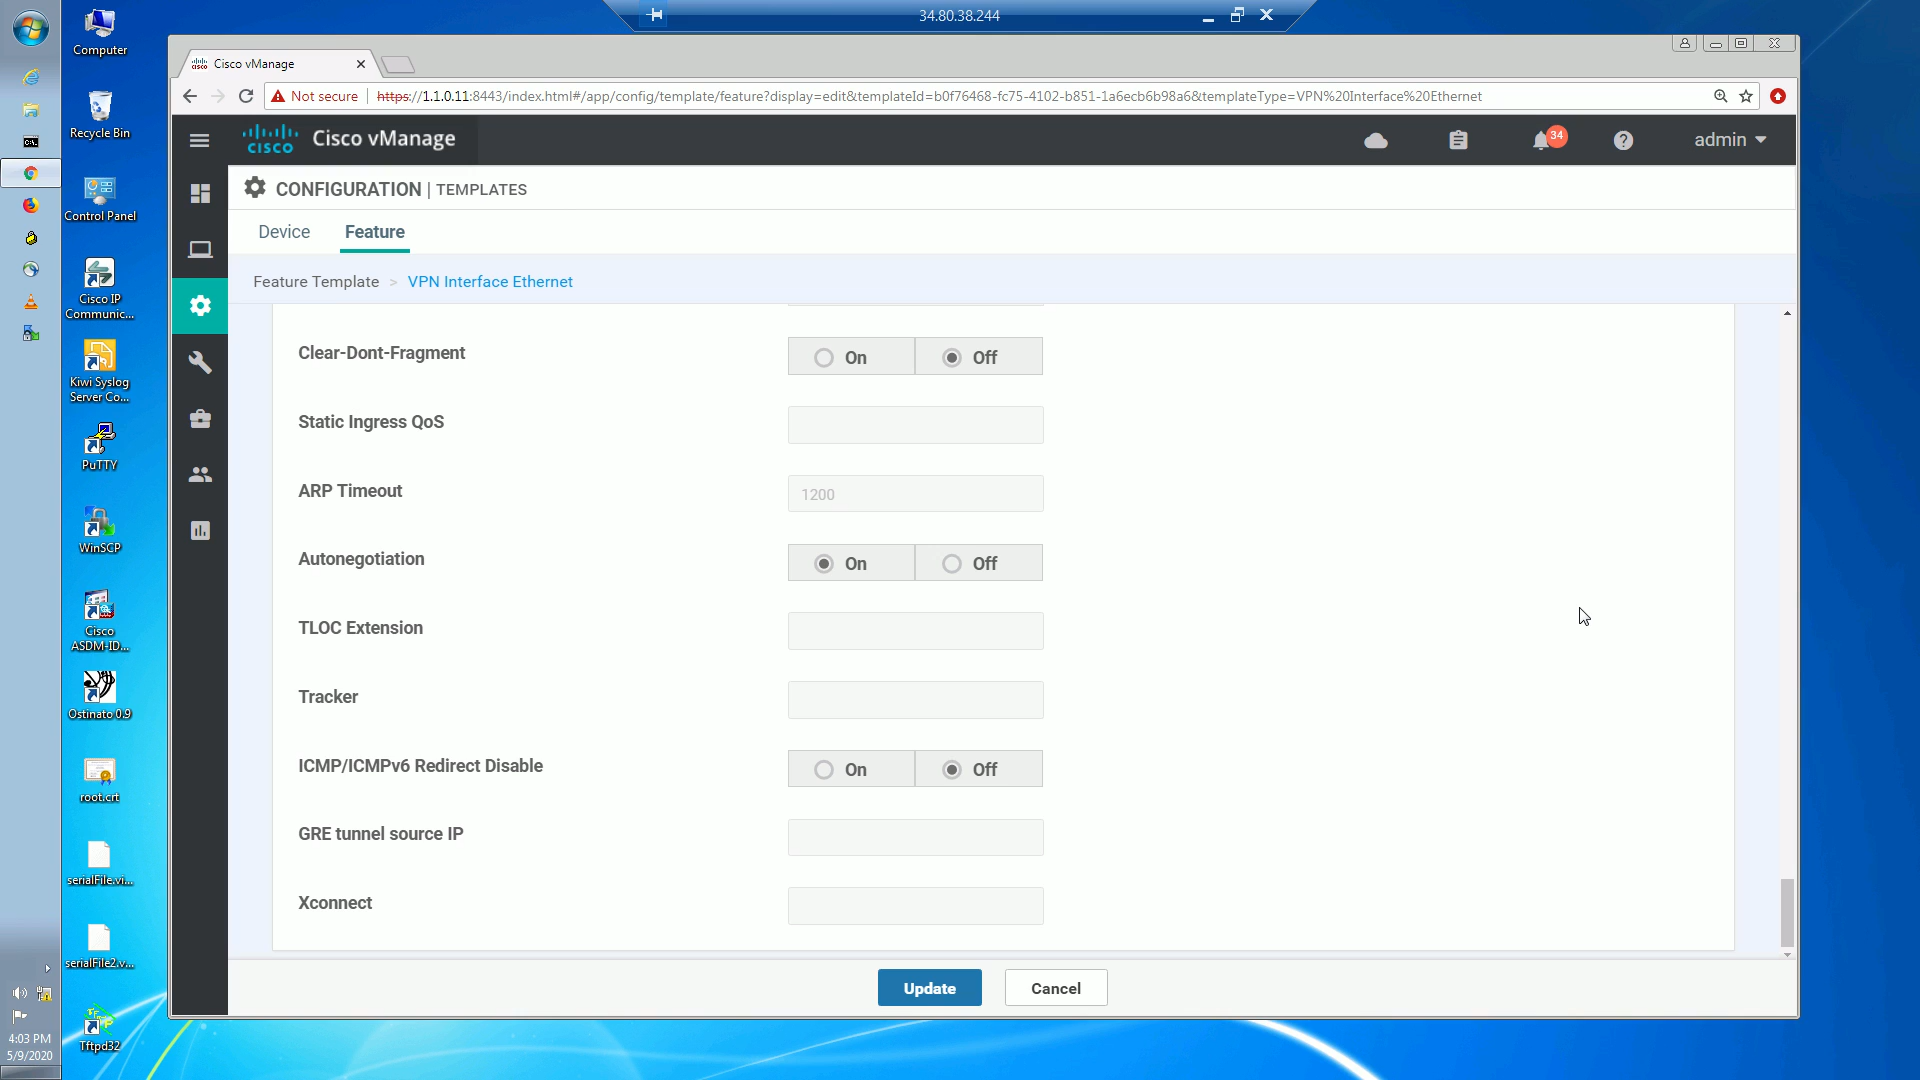 34.80.38.244
Computer
Recycle Bin
Control Panel
Cisco IP
Communic...
Kiwi Syslog
Server Co...
PuTTY
WinSCP
Cisco
ASDM-ID...
Ostinato 0.9
root.crt
serialFile.vi...
serialFile2.v...
Tftpd32
4:03 PM
5/9/2020
Cisco vManage
Not secure https://1.1.0.11:8443/index.html#/app/config/template/feature?display=edit&templateId=b0f76468-fc75-4102-b851-1a6ecb6b98a6&templateType=VPN%20Interface%20Ethernet
cisco Cisco vManage
34
admin
CONFIGURATION | TEMPLATES
Device Feature
Feature Template > VPN Interface Ethernet
Clear-Dont-Fragment On Off
Static Ingress QoS
ARP Timeout 1200
Autonegotiation On Off
TLOC Extension
Tracker
ICMP/ICMPv6 Redirect Disable On Off
GRE tunnel source IP
Xconnect
Update Cancel